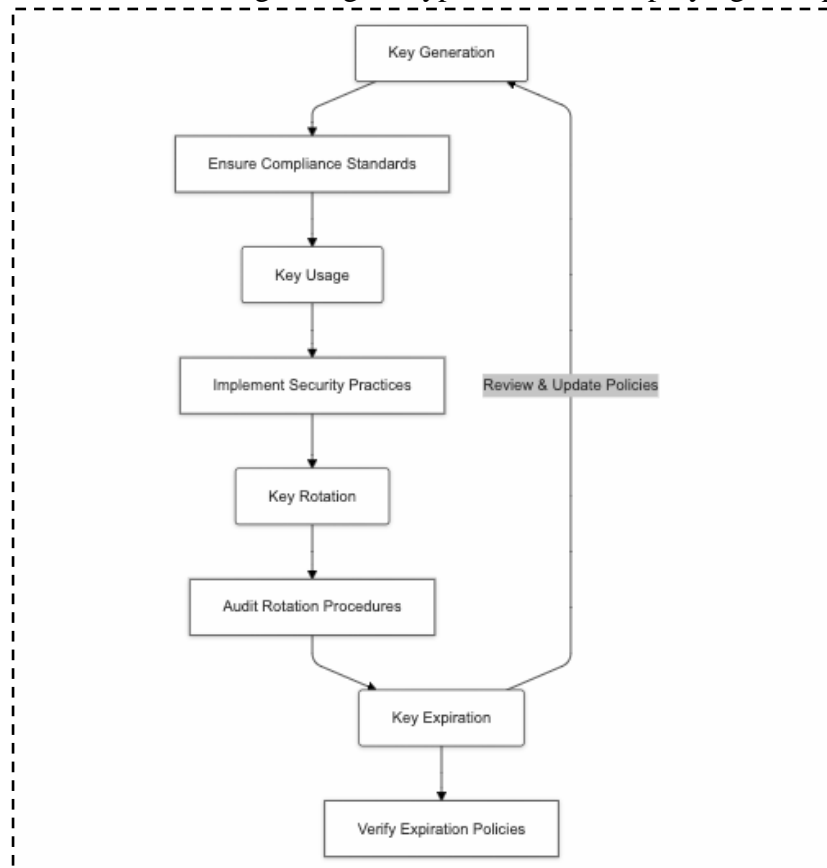 Key Generation
Ensure Compliance Standards
Key Usage
Implement Security Practices
Review & Update Policies
Key Rotation
Audit Rotation Procedures
Key Expiration
Verify Expiration Policies